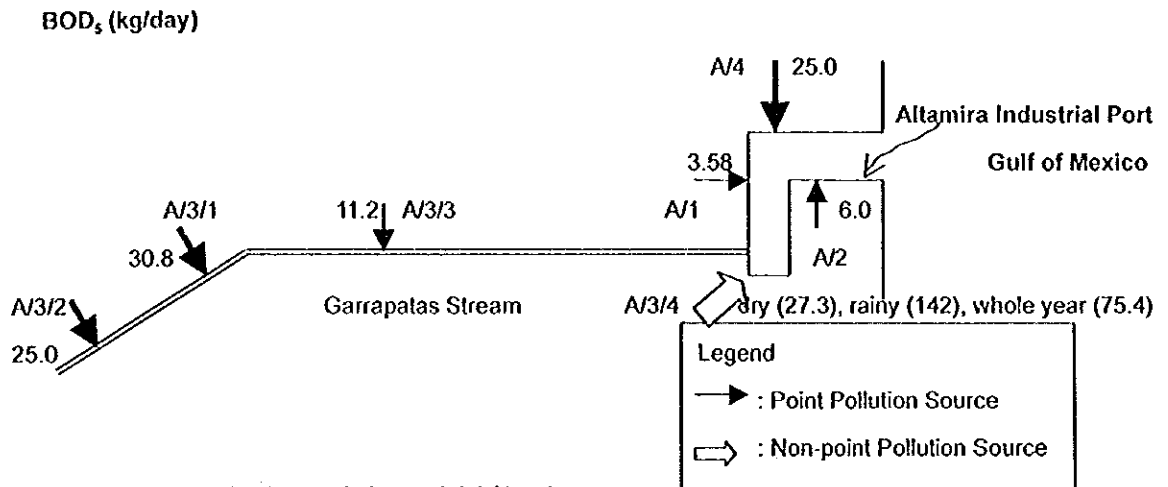 BOD₅ (kg/day)
A/4 25.0
Altamira Industrial Port
Gulf of Mexico
3.58
A/1
6.0
A/2
A/3/1
30.8
11.2 A/3/3
A/3/2
25.0
Garrapatas Stream
A/3/4 dry (27.3), rainy (142), whole year (75.4)
Legend
: Point Pollution Source
: Non-point Pollution Source